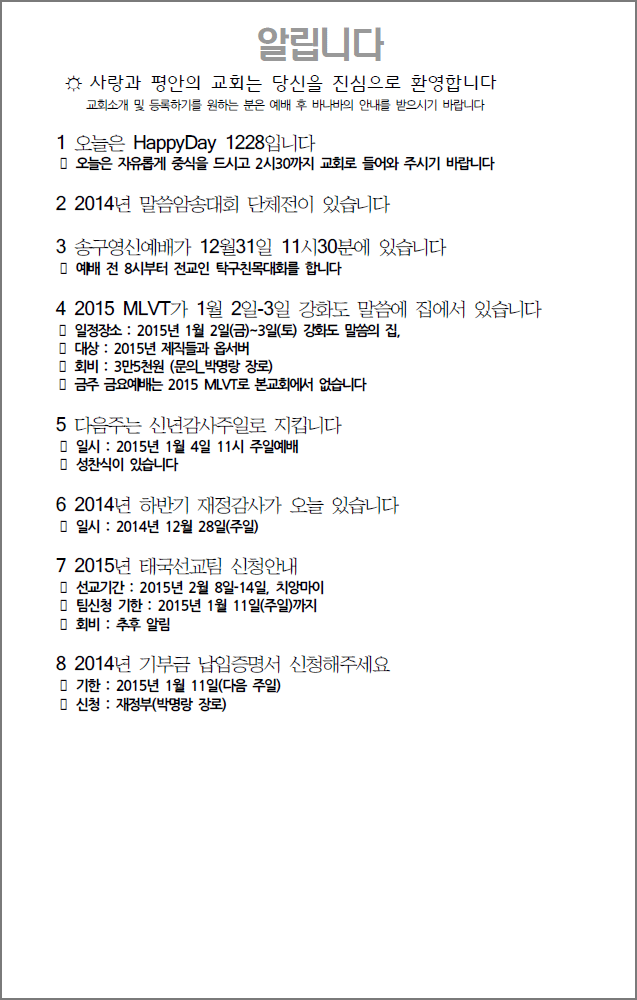 알립니다
☼ 사랑과 평안의 교회는 당신을 진심으로 환영합니다
교회소개 및 등록하기를 원하는 분은 예배 후 바나바의 안내를 받으시기 바랍니다
1 오늘은 HappyDay 1228입니다
▯ 오늘은 자유롭게 중식을 드시고 2시30까지 교회로 들어와 주시기 바랍니다
2 2014년 말씀암송대회 단체전이 있습니다
3 송구영신예배가 12월31일 11시30분에 있습니다
▯ 예배 전 8시부터 전교인 탁구친목대회를 합니다
4 2015 MLVT가 1월 2일-3일 강화도 말씀에 집에서 있습니다
▯ 일정장소 : 2015년 1월 2일(금)~3일(토) 강화도 말씀의 집,
▯ 대상 : 2015년 제직들과 옵서버
▯ 회비 : 3만5천원 (문의_박명랑 장로)
▯ 금주 금요예배는 2015 MLVT로 본교회에서 없습니다
5 다음주는 신년감사주일로 지킵니다
▯ 일시 : 2015년 1월 4일 11시 주일예배
▯ 성찬식이 있습니다
6 2014년 하반기 재정감사가 오늘 있습니다
▯ 일시 : 2014년 12월 28일(주일)
7 2015년 태국선교팀 신청안내
▯ 선교기간 : 2015년 2월 8일-14일, 치앙마이
▯ 팀신청 기한 : 2015년 1월 11일(주일)까지
▯ 회비 : 추후 알림
8 2014년 기부금 납입증명서 신청해주세요
▯ 기한 : 2015년 1월 11일(다음 주일)
▯ 신청 : 재정부(박명랑 장로)